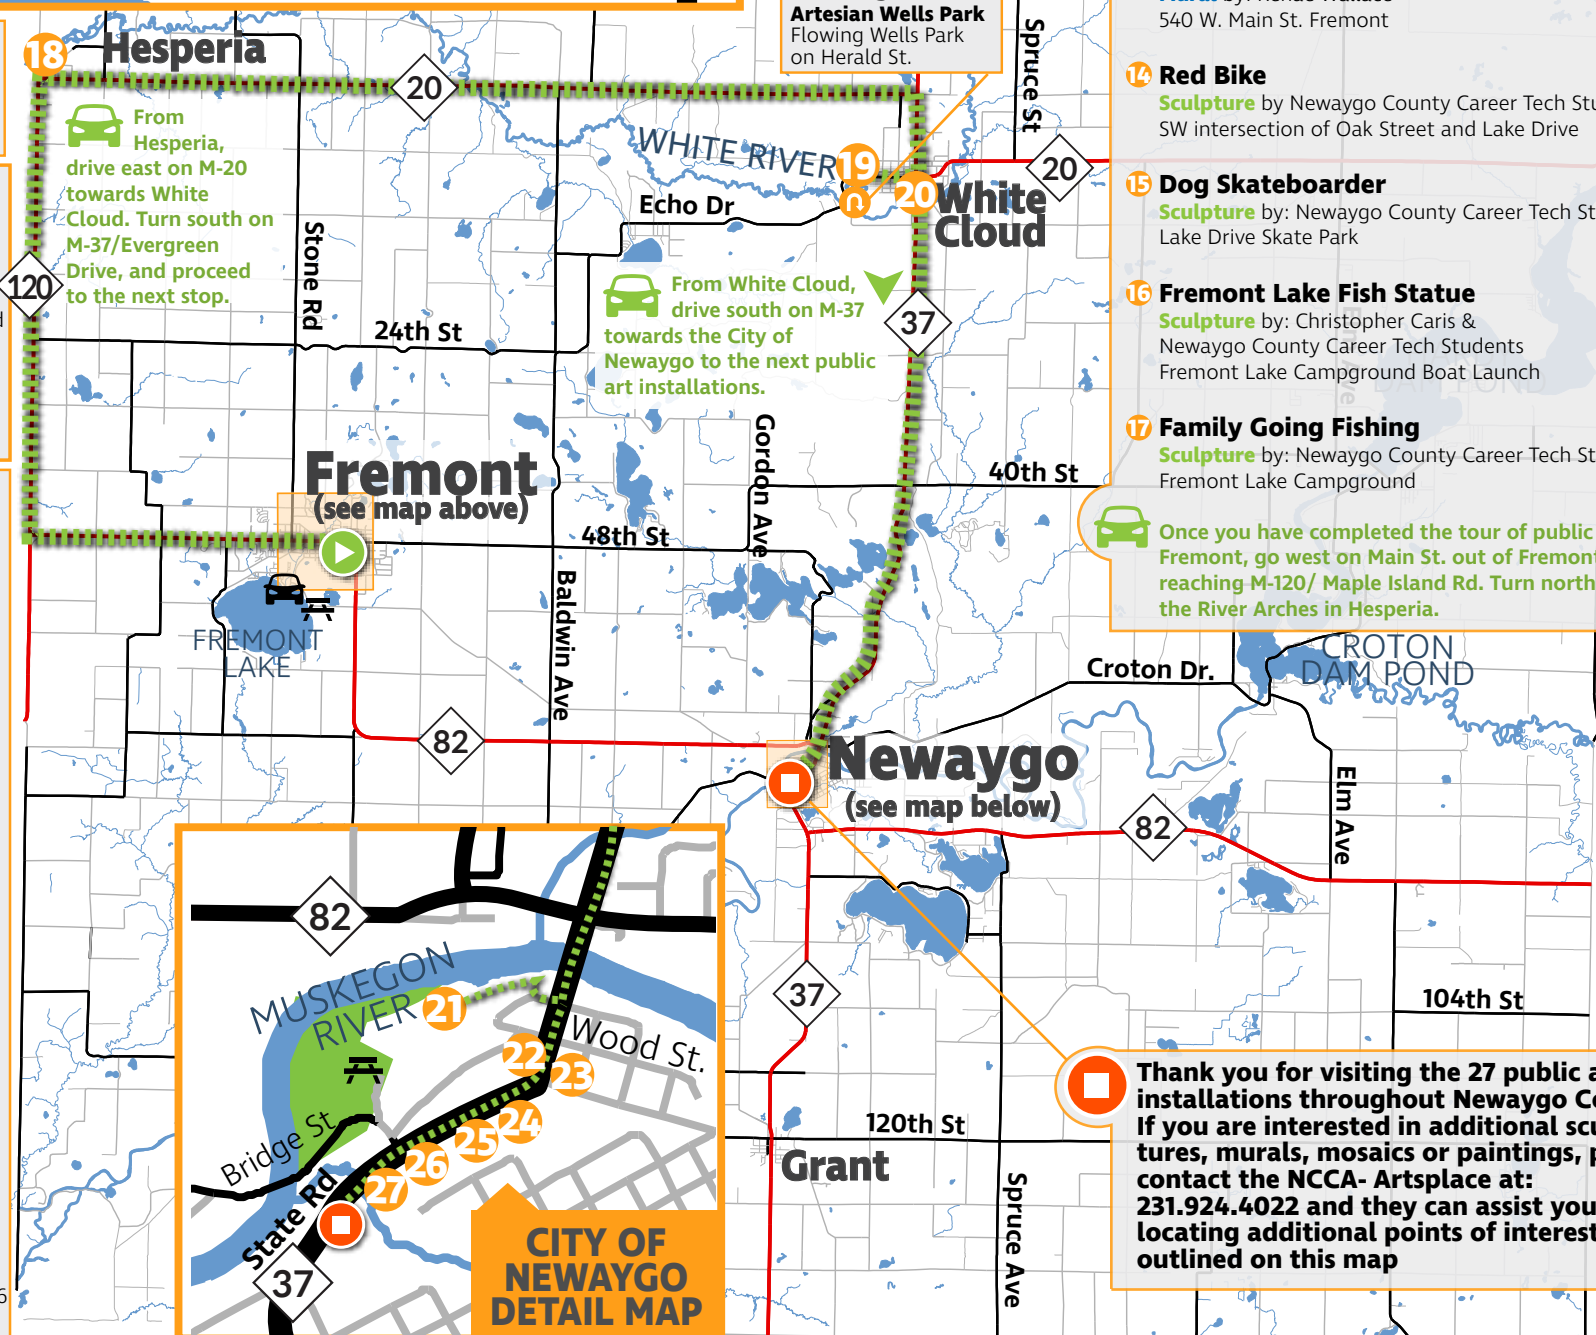 Artesian Wells Park
Flowing Wells Park
on Herald St.
540 W. Main St. Fremont
14 Red Bike
Sculpture by Newaygo County Career Tech
SW intersection of Oak Street and Lake Drive
15 Dog Skateboarder
Sculpture by: Newaygo County Career Tech
Lake Drive Skate Park
16 Fremont Lake Fish Statue
Sculpture by: Christopher Caris &
Newaygo County Career Tech Students
Fremont Lake Campground Boat Launch
17 Family Going Fishing
Sculpture by: Newaygo County Career Tech
Fremont Lake Campground
Once you have completed the tour of public
Fremont, go west on Main St. out of Fremont
reaching M-120/ Maple Island Rd. Turn north
the River Arches in Hesperia.
18
Hesperia
20
From
Hesperia,
drive east on M-20
towards White
Cloud. Turn south on
M-37/Evergreen
Drive, and proceed
to the next stop.
120
Stone Rd
24th St
WHITE RIVER
Echo Dr
19
20
White
Cloud
Spruce St
20
From White Cloud,
drive south on M-37
towards the City of
Newaygo to the next public
art installations.
37
Fremont
(see map above)
48th St
Gordon Ave
40th St
Baldwin Ave
FREMONT
LAKE
82
Croton Dr.
CROTON
DAM POND
Elm Ave
Newaygo
(see map below)
82
37
104th St
120th St
Grant
Spruce Ave
82
MUSKEGON
RIVER
21
Wood St.
22
23
24
25
26
27
Bridge St
State Rd
37
CITY OF
NEWAYGO
DETAIL MAP
Thank you for visiting the 27 public
installations throughout Newaygo
If you are interested in additional
tures, murals, mosaics or paintings,
contact the NCCA- Artsplace at:
231.924.4022 and they can assist you
locating additional points of interest
outlined on this map